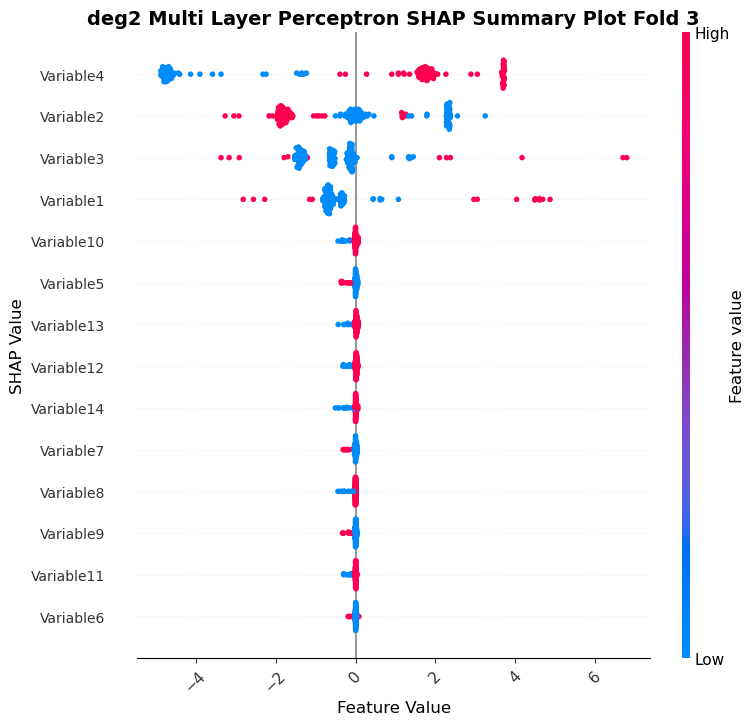 deg2 Multi Layer Perceptron SHAP Summary Plot Fold 3
High
Variable4
Variable2
Variable3
Variable1
Variable10
Variable5
Variable13
Variable12
Variable14
Variable7
Variable8
Variable9
Variable11
Variable6
SHAP Value
Feature value
Low
−4
−2
0
2
4
6
Feature Value